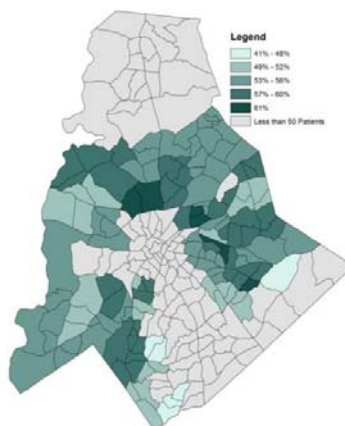 Legend
41% - 48%
49% - 52%
53% - 56%
57% - 60%
61%
Less than 50 Patients